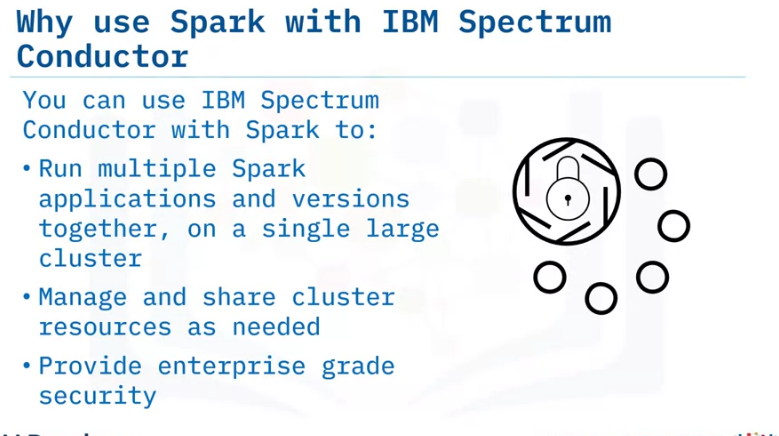 Why use Spark with IBM Spectrum
Conductor
You can use IBM Spectrum
Conductor with Spark to:
• Run multiple Spark
applications and versions
together, on a single large
cluster
• Manage and share cluster
resources as needed
• Provide enterprise grade
security